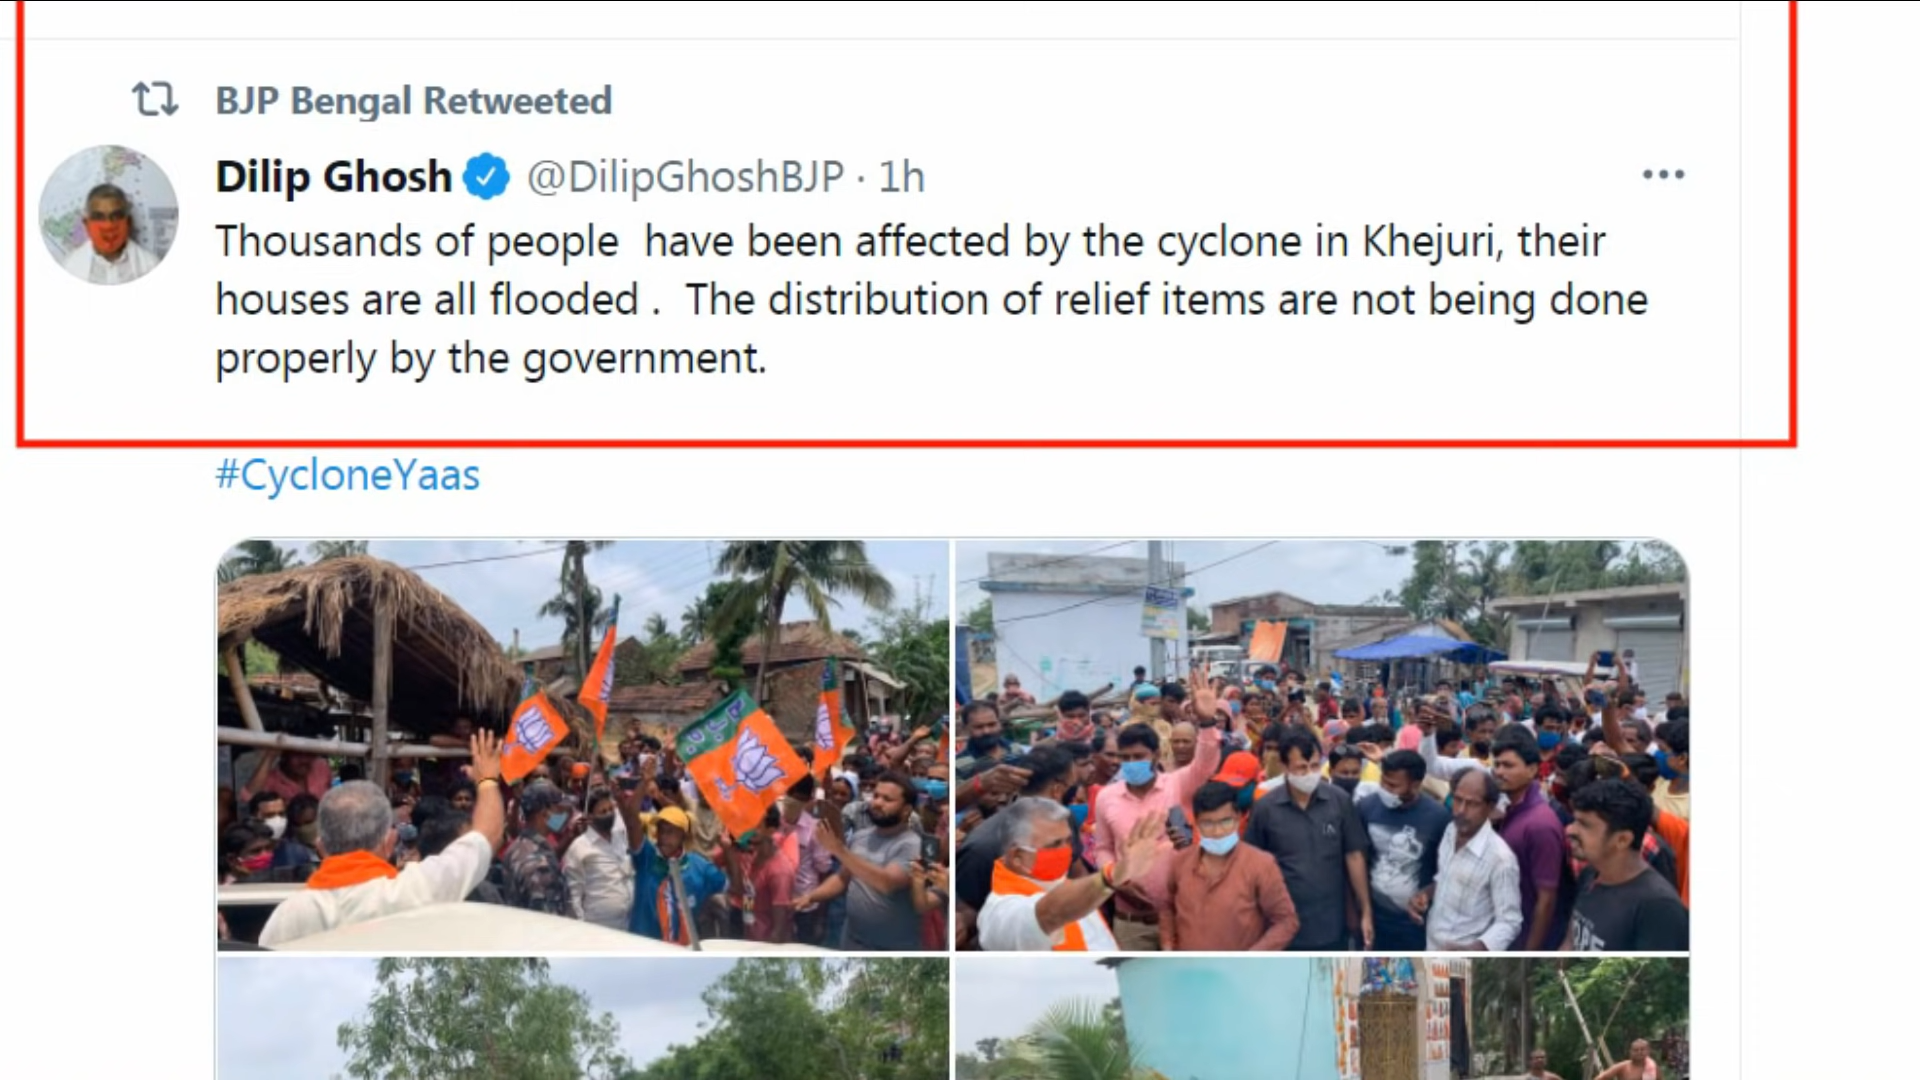 BJP Bengal Retweeted
Dilip Ghosh @DilipGhoshBJP · 1h
Thousands of people  have been affected by the cyclone in Khejuri, their
houses are all flooded .  The distribution of relief items are not being done
properly by the government.
#CycloneYaas